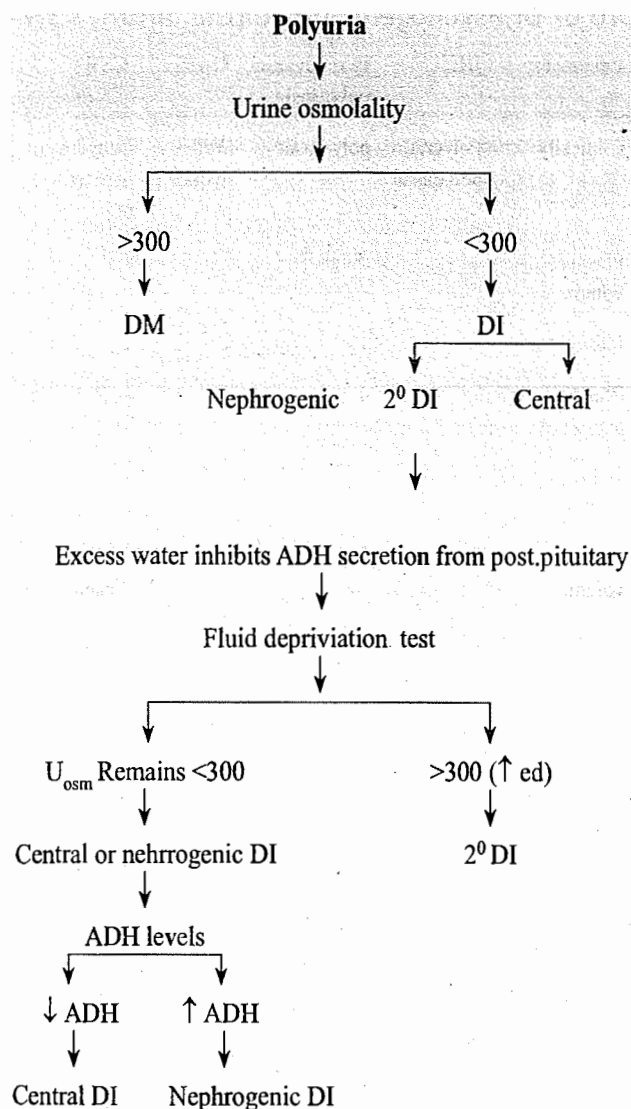 Polyuria
Urine osmolality
>300 <300
DM DI
Nephrogenic 2⁰ DI Central
Excess water inhibits ADH secretion from post.pituitary
Fluid depriviation test
U_osm Remains <300 >300 (↑ ed)
Central or nehrrogenic DI 2⁰ DI
ADH levels
↓ ADH ↑ ADH
Central DI Nephrogenic DI